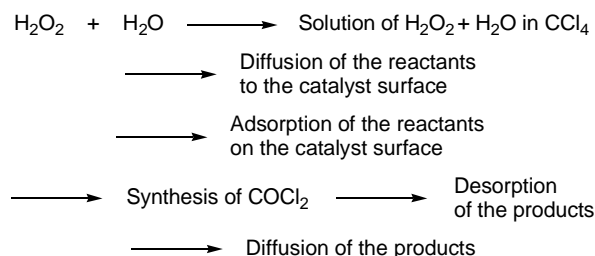 H₂O₂ + H₂O ⟶ Solution of H₂O₂ + H₂O in CCl₄
⟶ Diffusion of the reactants
to the catalyst surface
⟶ Adsorption of the reactants
on the catalyst surface
⟶ Synthesis of COCl₂ ⟶ Desorption
of the products
⟶ Diffusion of the products